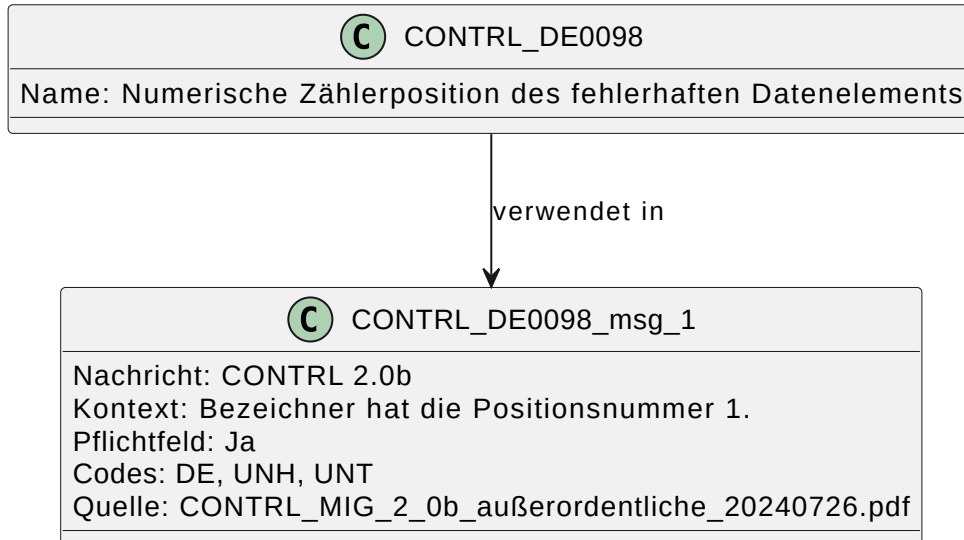 C CONTRL_DE0098
Name: Numerische Zählerposition des fehlerhaften Datenelements
verwendet in
C CONTRL_DE0098_msg_1
Nachricht: CONTRL 2.0b
Kontext: Bezeichner hat die Positionsnummer 1.
Pflichtfeld: Ja
Codes: DE, UNH, UNT
Quelle: CONTRL_MIG_2_0b_außerordentliche_20240726.pdf